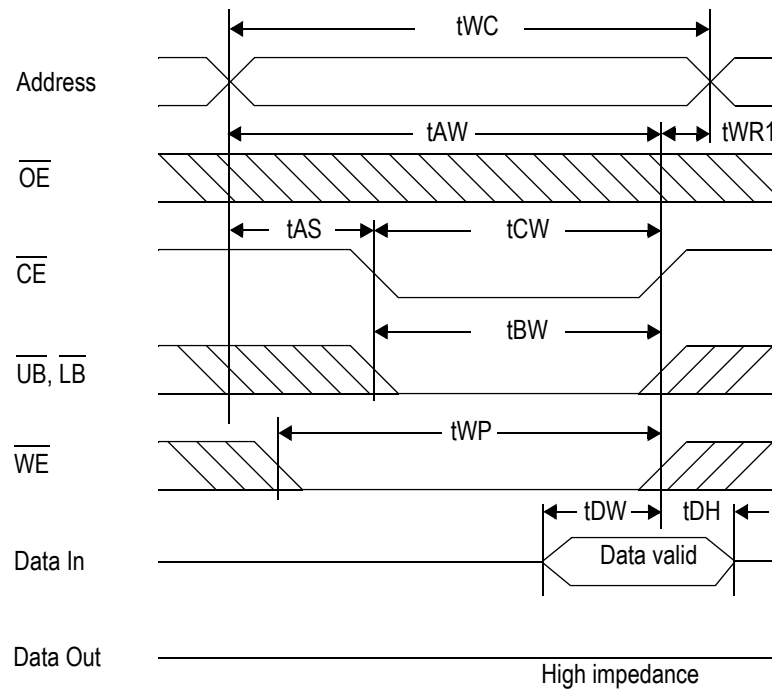 tWC
Address
tAW tWR1
OE
tAS tCW
CE
tBW
UB, LB
tWP
WE
tDW tDH
Data In Data valid
Data Out
High impedance